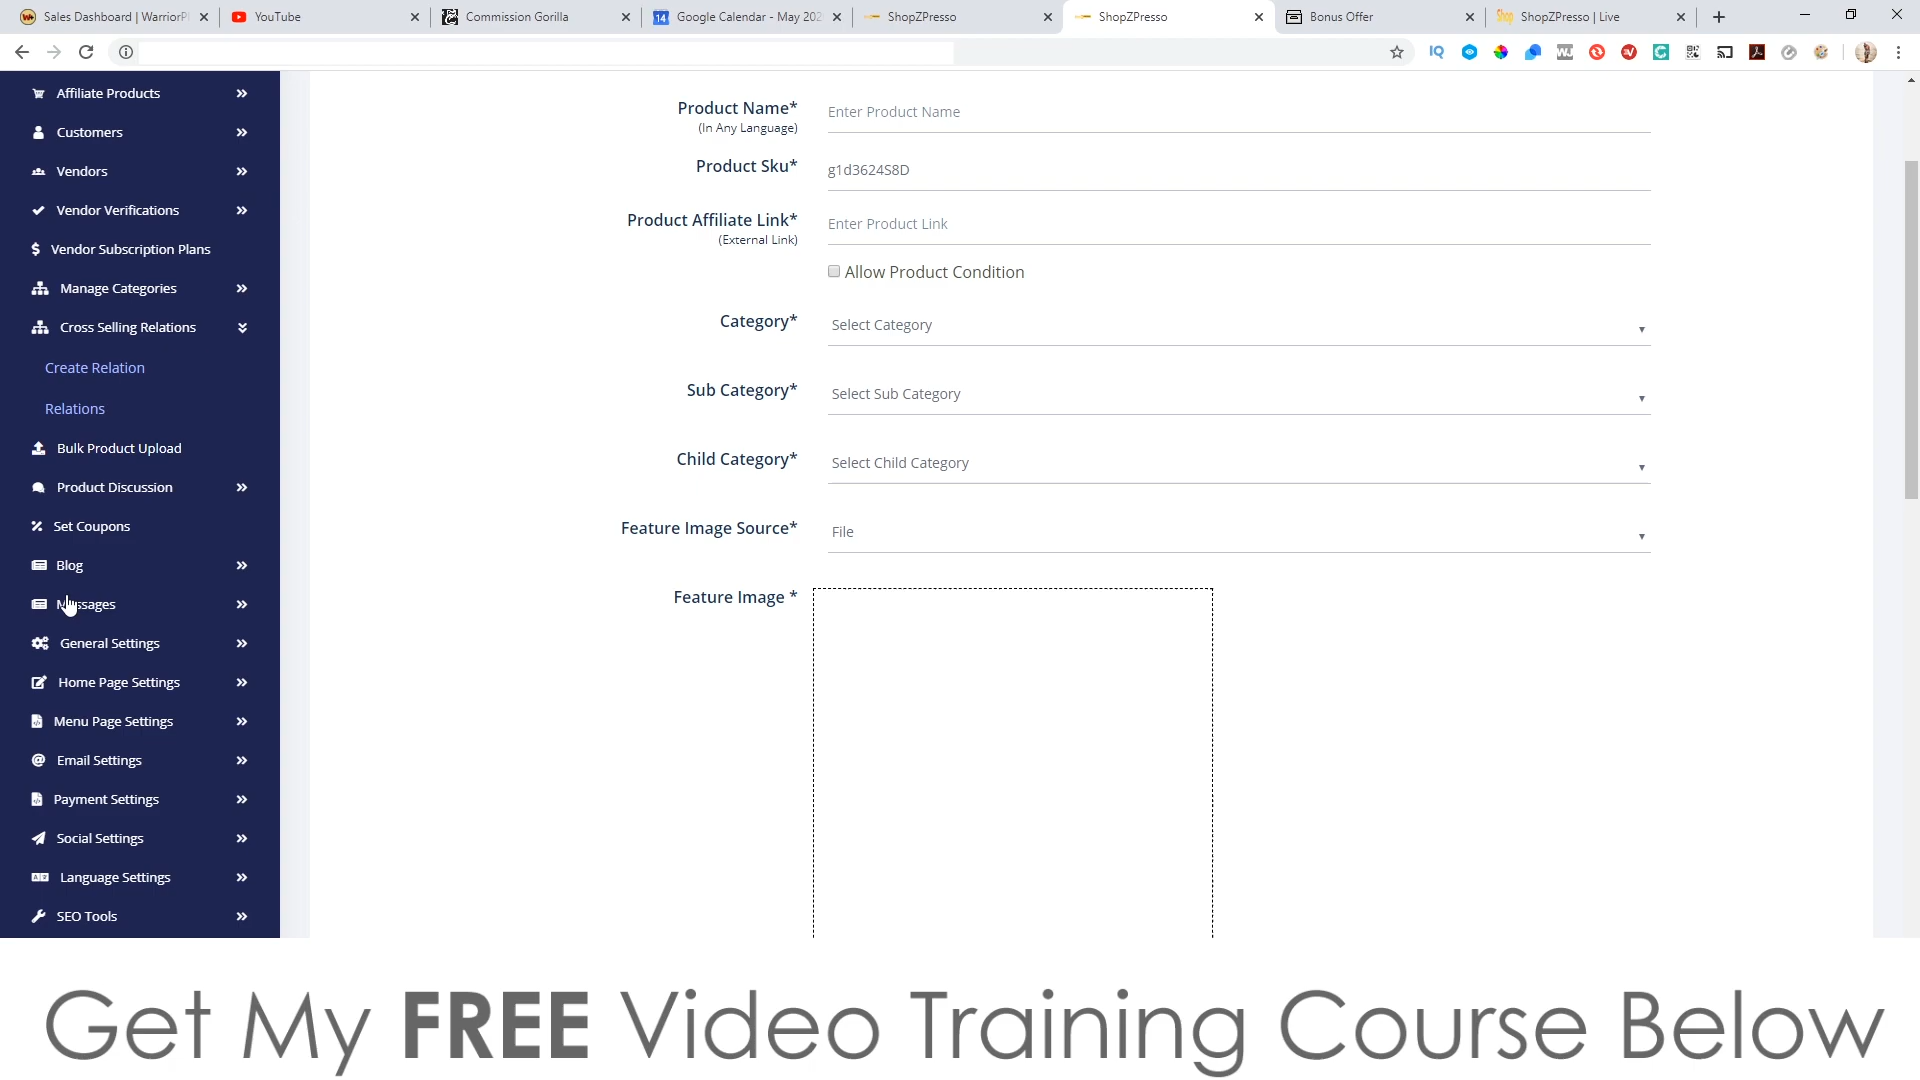 Sales Dashboard | WarriorP
YouTube
Commission Gorilla
Google Calendar - May 202
ShopZPresso
ShopZPresso
Bonus Offer
ShopZPresso | Live
Affiliate Products
Customers
Vendors
Vendor Verifications
Vendor Subscription Plans
Manage Categories
Cross Selling Relations
Create Relation
Relations
Bulk Product Upload
Product Discussion
Set Coupons
Blog
Messages
General Settings
Home Page Settings
Menu Page Settings
Email Settings
Payment Settings
Social Settings
Language Settings
SEO Tools
Product Name*
(In Any Language)
Enter Product Name
Product Sku*
g1d3624S8D
Product Affiliate Link*
(External Link)
Enter Product Link
Allow Product Condition
Category*
Select Category
Sub Category*
Select Sub Category
Child Category*
Select Child Category
Feature Image Source*
File
Feature Image *
Get My FREE Video Training Course Below